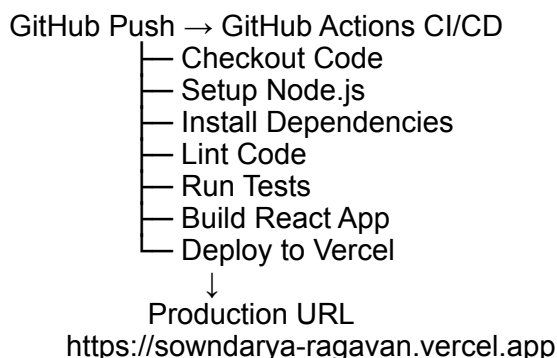 GitHub Push → GitHub Actions CI/CD
├── Checkout Code
├── Setup Node.js
├── Install Dependencies
├── Lint Code
├── Run Tests
├── Build React App
└── Deploy to Vercel
↓
Production URL
https://sowndarya-ragavan.vercel.app